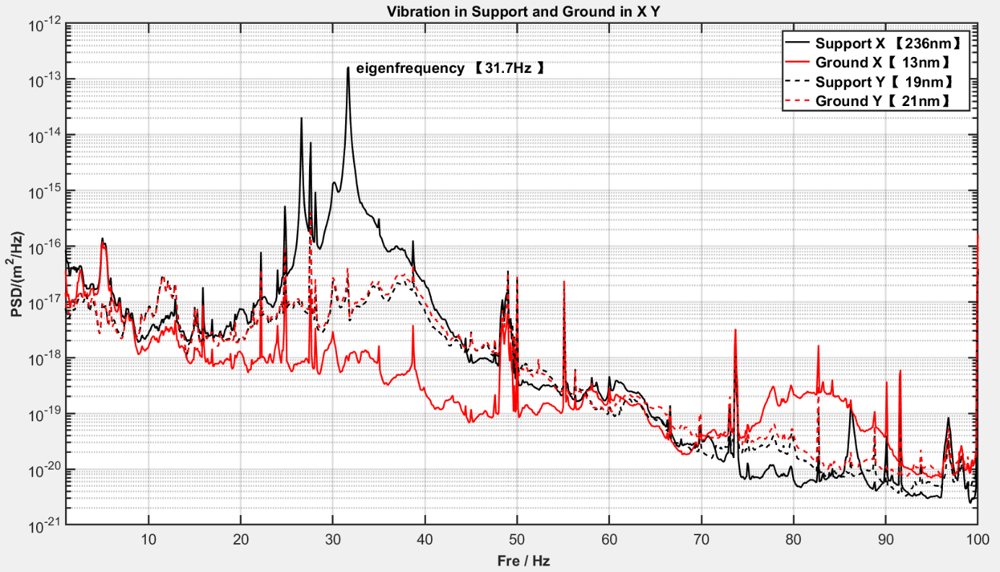 Vibration in Support and Ground in X Y
10⁻¹²
10⁻¹³
10⁻¹⁴
10⁻¹⁵
10⁻¹⁶
10⁻¹⁷
10⁻¹⁸
10⁻¹⁹
10⁻²⁰
10⁻²¹
PSD/(m²/Hz)
eigenfrequency 【31.7Hz 】
Support X 【236nm】
Ground X【 13nm】
Support Y【 19nm】
Ground Y【 21nm】
10 20 30 40 50 60 70 80 90 100
Fre / Hz